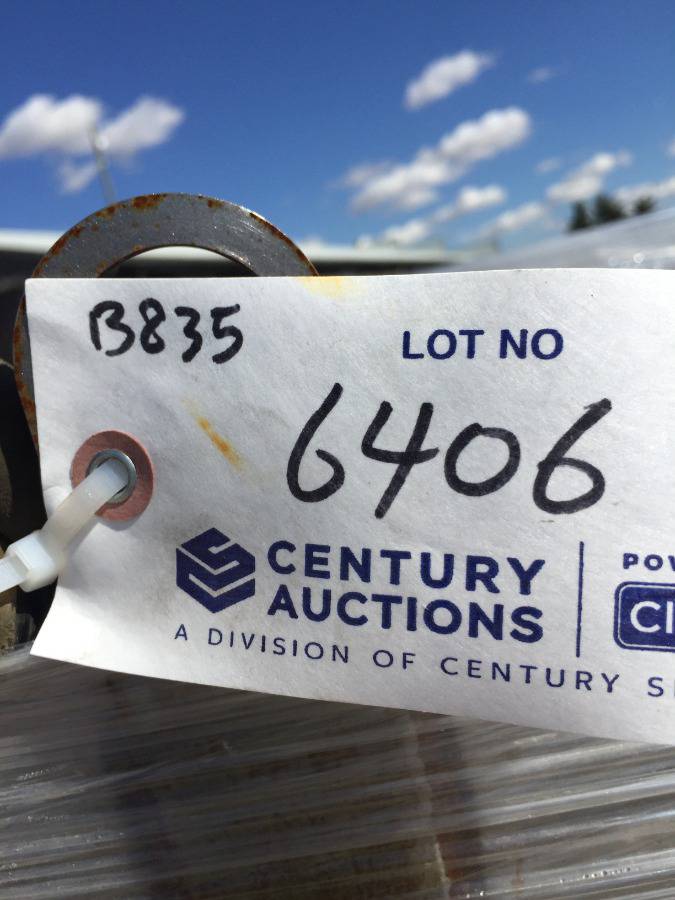 B835
LOT NO
6406
CENTURY
AUCTIONS
A DIVISION OF CENTURY